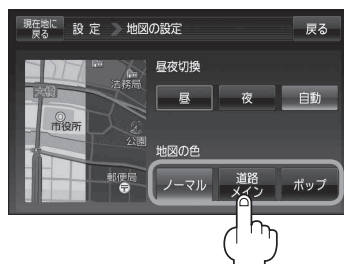 現在地に
戻る
設 定
地図の設定
戻る
昼夜切換
昼
夜
自動
法務局
市役所
公園
郵便局
地図の色
ノーマル
道路
メイン
ポップ